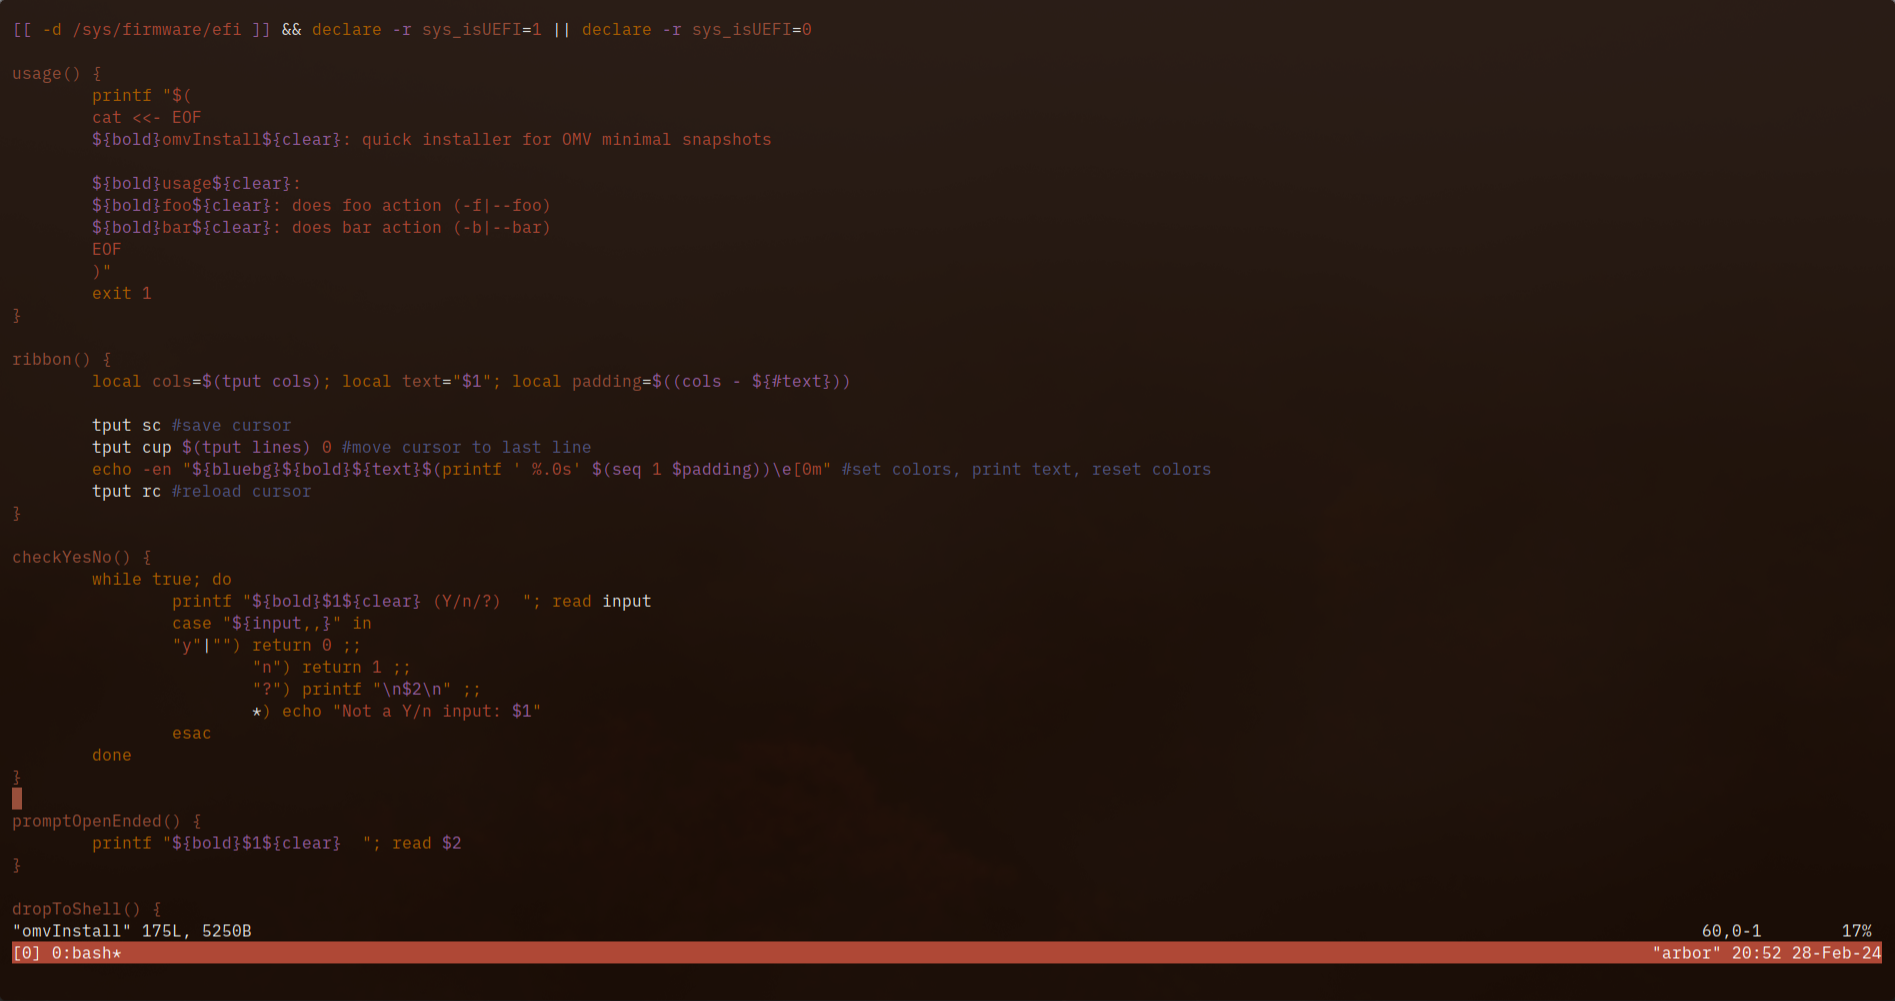 [[ -d /sys/firmware/efi ]] && declare -r sys_isUEFI=1 || declare -r sys_isUEFI=0
usage() {
printf "$(
cat <<- EOF
${bold}omvInstall${clear}: quick installer for OMV minimal snapshots
${bold}usage${clear}:
${bold}foo${clear}: does foo action (-f|--foo)
${bold}bar${clear}: does bar action (-b|--bar)
EOF
)"
exit 1
}
ribbon() {
local cols=$(tput cols); local text="$1"; local padding=$((cols - ${#text}))
tput sc #save cursor
tput cup $(tput lines) 0 #move cursor to last line
echo -en "${bluebg}${bold}${text}$(printf ' %.0s' $(seq 1 $padding))\e[0m" #set colors, print text, reset colors
tput rc #reload cursor
}
checkYesNo() {
while true; do
printf "${bold}$1${clear} (Y/n/?)  "; read input
case "${input,,}" in
"y"|"") return 0 ;;
"n") return 1 ;;
"?") printf "\n$2\n" ;;
*) echo "Not a Y/n input: $1"
esac
done
}
promptOpenEnded() {
printf "${bold}$1${clear}  "; read $2
}
dropToShell() {
"omvInstall" 175L, 5250B 60,0-1 17%
[0] 0:bash* "arbor" 20:52 28-Feb-24